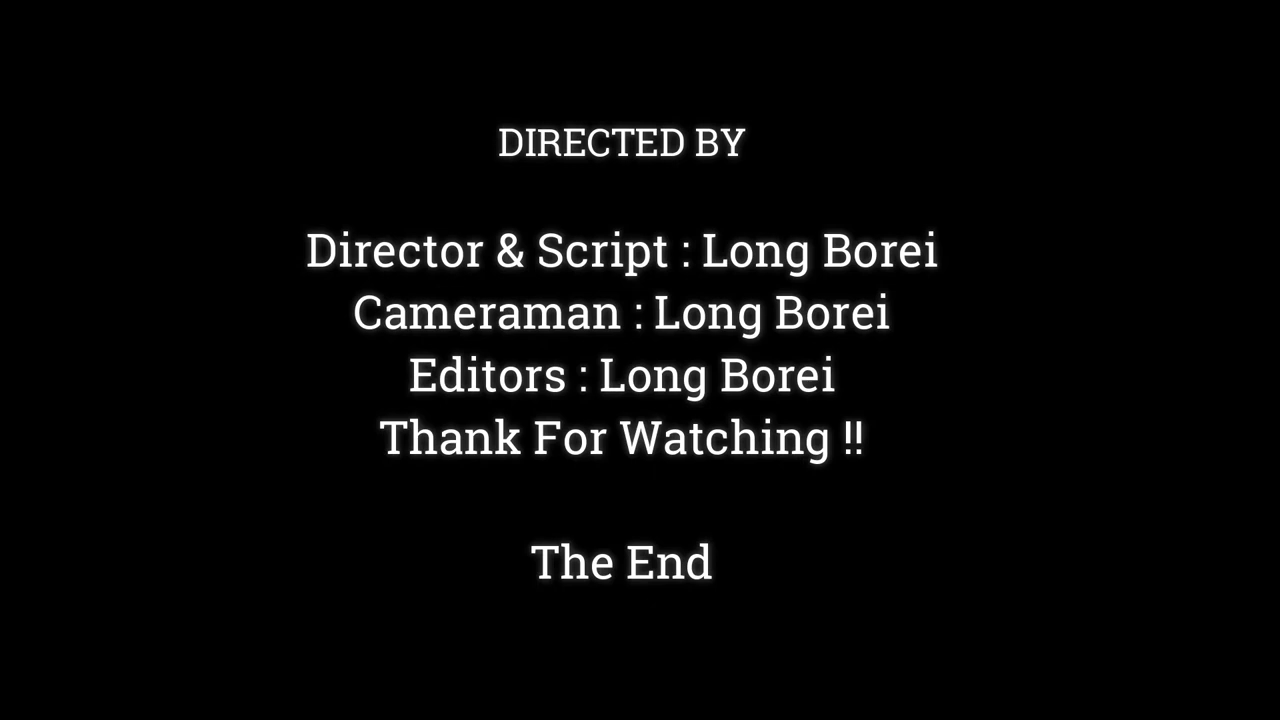 DIRECTED BY
Director & Script : Long Borei
Cameraman : Long Borei
Editors : Long Borei
Thank For Watching !!
The End